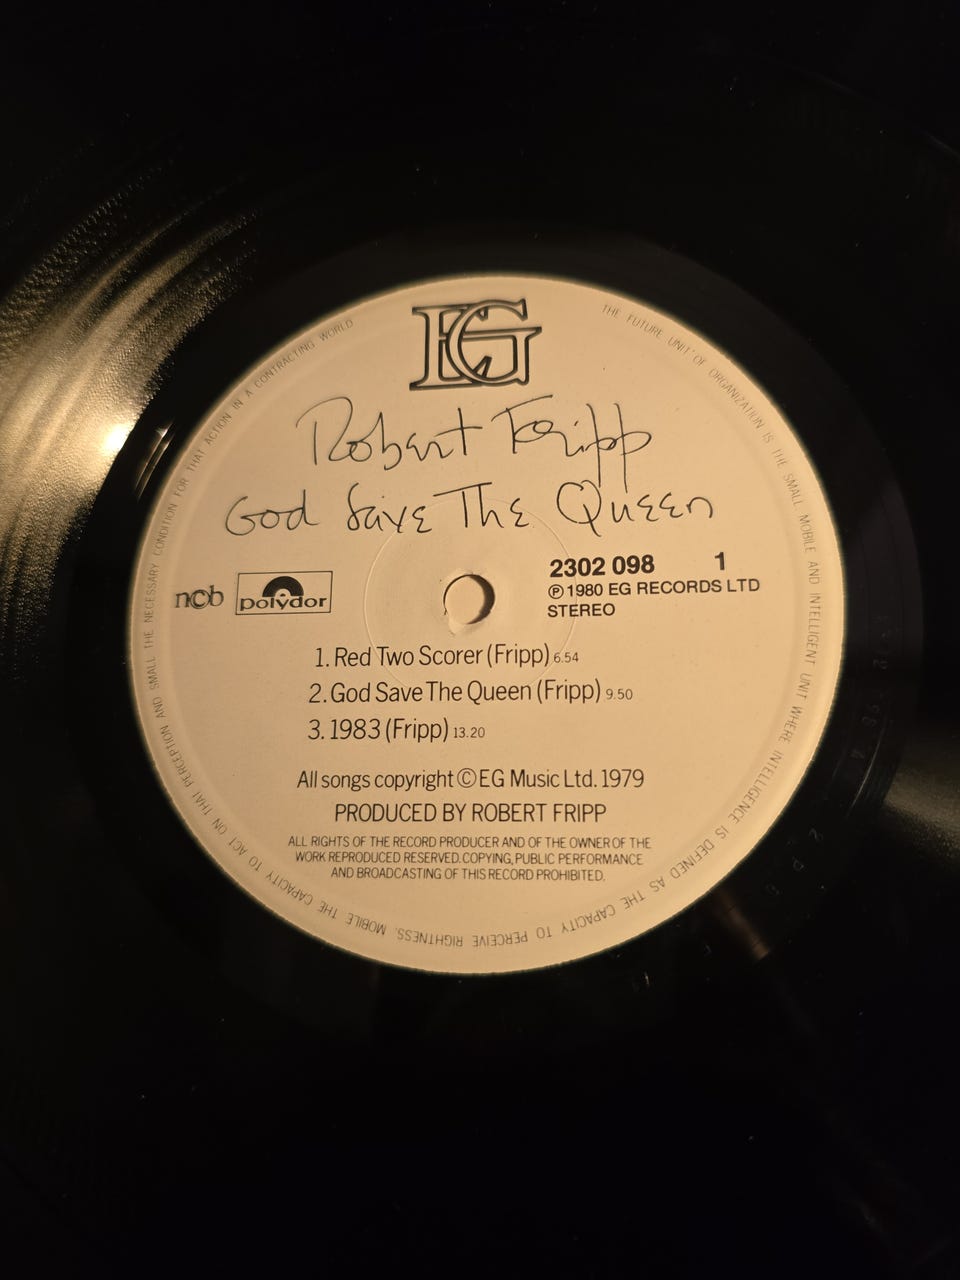 EG
Robert Fripp
God Save The Queen
ncb
polydor
2302 098 1
℗ 1980 EG RECORDS LTD
STEREO
1. Red Two Scorer (Fripp) 6.54
2. God Save The Queen (Fripp) 9.50
3. 1983 (Fripp) 13.20
All songs copyright © EG Music Ltd. 1979
PRODUCED BY ROBERT FRIPP
ALL RIGHTS OF THE RECORD PRODUCER AND OF THE OWNER OF THE
WORK REPRODUCED RESERVED. COPYING, PUBLIC PERFORMANCE
AND BROADCASTING OF THIS RECORD PROHIBITED.
THE FUTURE UNIT OF ORGANIZATION IS THE SMALL MOBILE AND INTELLIGENT UNIT WHERE INTELLIGENCE IS DEFINED AS THE CAPACITY TO PERCEIVE RIGHTNESS. MOBILE THE CAPACITY TO ACT ON THAT PERCEPTION AND SMALL THE NECESSARY CONDITION FOR THAT ACTION IN A CONTRACTING WORLD